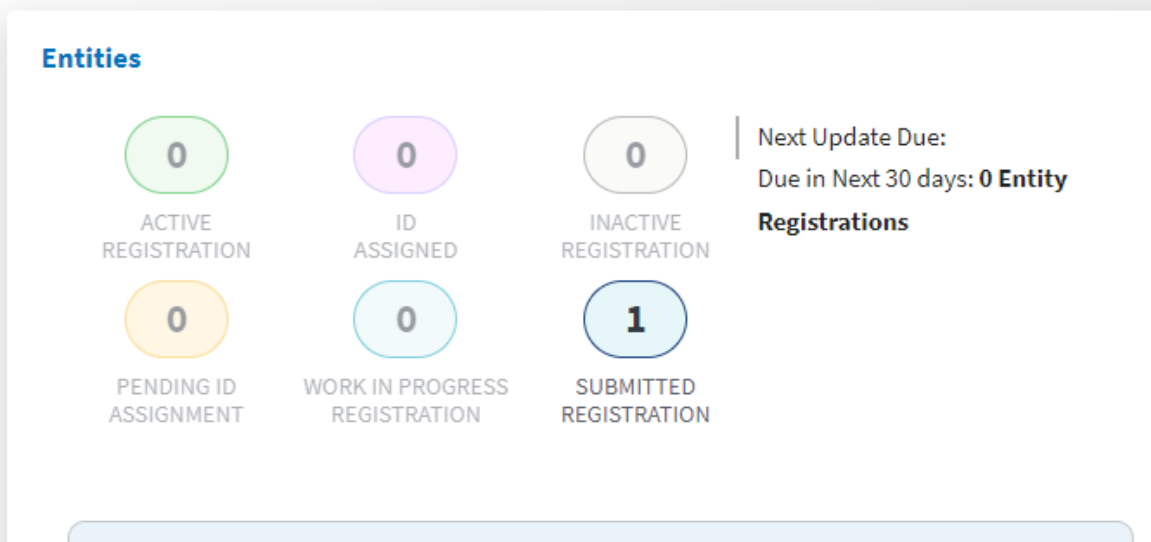 Entities
0
0
0
ACTIVE
REGISTRATION
ID
ASSIGNED
INACTIVE
REGISTRATION
Next Update Due:
Due in Next 30 days: 0 Entity
Registrations
0
0
1
PENDING ID
ASSIGNMENT
WORK IN PROGRESS
REGISTRATION
SUBMITTED
REGISTRATION